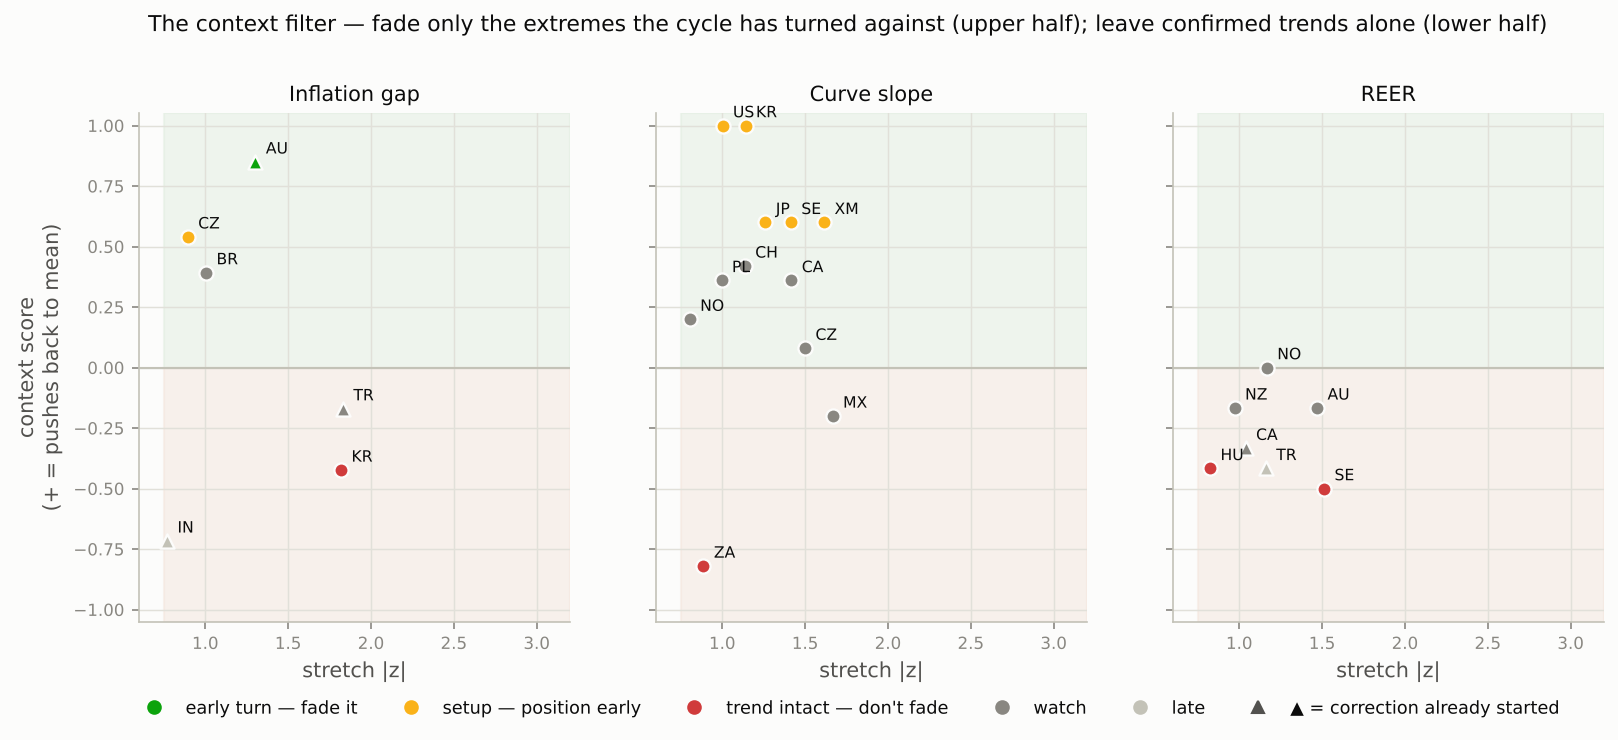 The context filter — fade only the extremes the cycle has turned against (upper half); leave confirmed trends alone (lower half)
Inflation gap
Curve slope
REER
context score
(+ = pushes back to mean)
1.00
0.75
0.50
0.25
0.00
−0.25
−0.50
−0.75
−1.00
AU
CZ
BR
TR
KR
IN
1.0 1.5 2.0 2.5 3.0
stretch |z|
US KR
JP SE XM
CH
PL CA
NO
CZ
MX
ZA
1.0 1.5 2.0 2.5 3.0
stretch |z|
NO
NZ AU
CA
HU TR
SE
1.0 1.5 2.0 2.5 3.0
stretch |z|
early turn — fade it
setup — position early
trend intact — don't fade
watch
late
▲ = correction already started